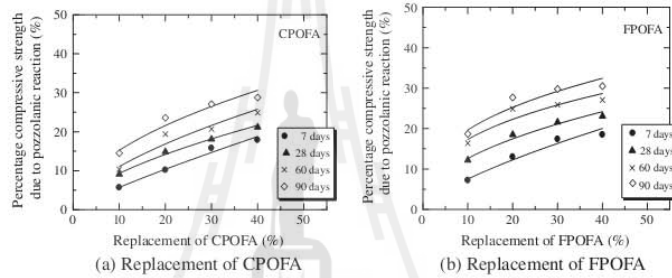 Percentage compressive strength
due to pozzolanic reaction (%)
50
40
30
20
10
0
CPOFA
7 days
28 days
60 days
90 days
0 10 20 30 40 50
Replacement of CPOFA (%)
(a) Replacement of CPOFA
Percentage compressive strength
due to pozzolanic reaction (%)
50
40
30
20
10
0
FPOFA
7 days
28 days
60 days
90 days
0 10 20 30 40 50
Replacement of FPOFA (%)
(b) Replacement of FPOFA